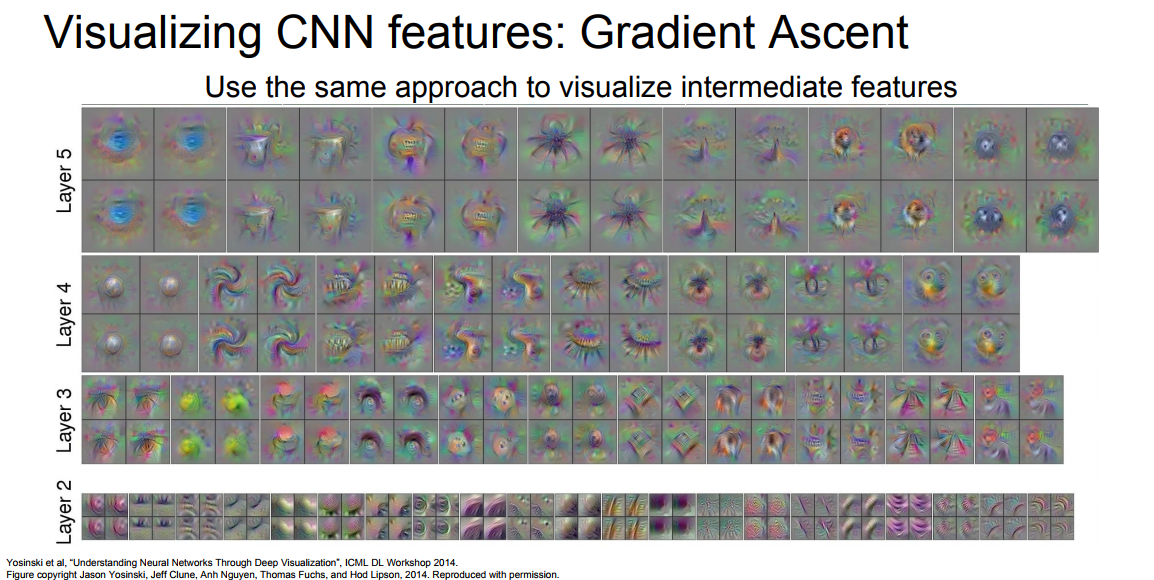 Visualizing CNN features: Gradient Ascent
Use the same approach to visualize intermediate features
Layer 5
Layer 4
Layer 3
Layer 2
Yosinski et al, “Understanding Neural Networks Through Deep Visualization”, ICML DL Workshop 2014.
Figure copyright Jason Yosinski, Jeff Clune, Anh Nguyen, Thomas Fuchs, and Hod Lipson, 2014. Reproduced with permission.